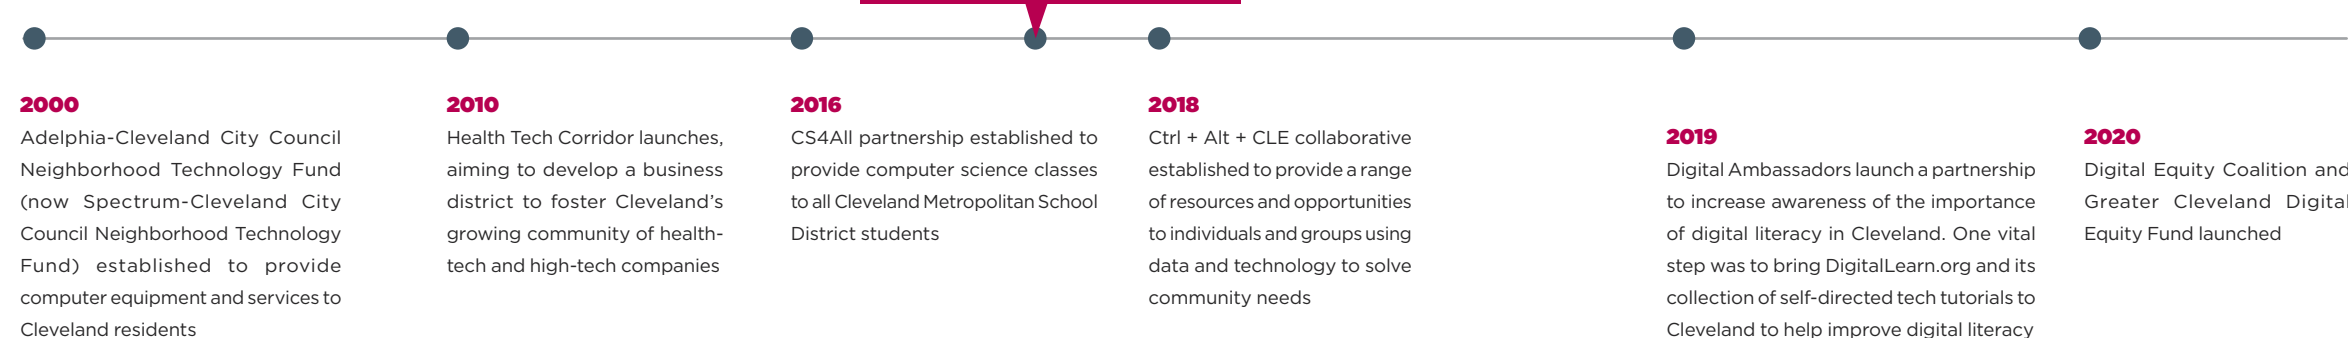 2000
Adelphia-Cleveland City Council
Neighborhood Technology Fund
(now Spectrum-Cleveland City
Council Neighborhood Technology
Fund) established to provide
computer equipment and services to
Cleveland residents
2010
Health Tech Corridor launches,
aiming to develop a business
district to foster Cleveland's
growing community of health-
tech and high-tech companies
2016
CS4All partnership established to
provide computer science classes
to all Cleveland Metropolitan School
District students
2018
Ctrl + Alt + CLE collaborative
established to provide a range
of resources and opportunities
to individuals and groups using
data and technology to solve
community needs
2019
Digital Ambassadors launch a partnership
to increase awareness of the importance
of digital literacy in Cleveland. One vital
step was to bring DigitalLearn.org and its
collection of self-directed tech tutorials to
Cleveland to help improve digital literacy
2020
Digital Equity Coalition and
Greater Cleveland Digital
Equity Fund launched